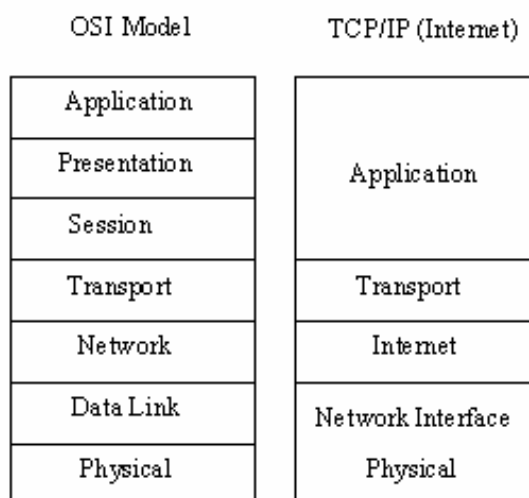 OSI Model
TCP/IP (Internet)
Application
Presentation
Session
Transport
Network
Data Link
Physical
Application
Transport
Internet
Network Interface
Physical